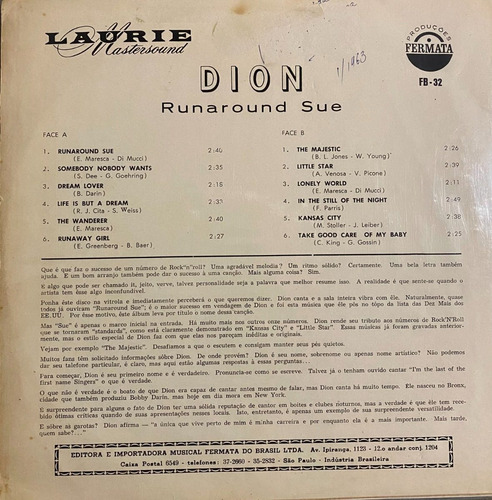 LAURIE
Mastersound
PRODUÇÕES
FERMATA
FB - 32
1/1963
DION
Runaround Sue
FACE A
1. RUNAROUND SUE 2:40
(E. Maresca - Di Mucci)
2. SOMEBODY NOBODY WANTS 2:35
(S. Dee - G. Goehring)
3. DREAM LOVER 2:18
(B. Darin)
4. LIFE IS BUT A DREAM 2:33
(R. J. Cita - S. Weiss)
5. THE WANDERER 2:40
(E. Maresca)
6. RUNAWAY GIRL 2:27
(E. Greenberg - B. Baer)
FACE B
1. THE MAJESTIC 2:26
(B. L. Jones - W. Young)
2. LITTLE STAR 2:39
(A. Venosa - V. Picone)
3. LONELY WORLD 2:11
(E. Maresca - Di Mucci)
4. IN THE STILL OF THE NIGHT 2:49
(F. Parris)
5. KANSAS CITY 2:38
(M. Stoller - J. Leiber)
6. TAKE GOOD CARE OF MY BABY 2:25
(C. King - G. Gossin)
Que é que faz o sucesso de um número de Rock"n"roll? Uma agradável melodia? Um ritmo sólido? Certamente. Uma bela letra também
ajuda. E um bom arranjo também pode dar o sucesso à uma canção. Mais alguma coisa? Sim.
E algo que pode ser chamado it, jeito, verve, talvez personalidade seja a palavra que melhor resume isso. A realidade é que sente-se quando o
artista tem êsse algo inconfundível.
Ponha êste disco na vitrola e imediatamente perceberá o que queremos dizer. Dion canta e a sala inteira vibra com êle. Naturalmente, quase
todos já ouviram "Runaround Sue"; é o maior sucesso em vendagem de Dion e foi esta música que êle pôs no tôpo da lista das Dez Mais dos
EE.UU. Por êsse motivo, êste álbum leva por título o nome dessa canção.
Mas "Sue" é apenas o marco inicial na entrada. Há muito mais nos outros onze números. Dion rende seu tributo aos números de Rock'N'Roll
que se tornaram "standards", como está claramente demonstrado em "Kansas City" e "Little Star". Essas músicas já foram gravadas anterior-
mente, mas o estilo especial de Dion faz com que elas nos pareçam inéditas e originais.
Vejam por exemplo "The Majestic". Desafiamos a que o escutem e consigam manter seus pés quietos.
Muitos fans têm solicitado informações sôbre Dion. De onde provém? Dion é seu nome, sobrenome ou apenas nome artístico? Não podemos
dar seu telefone particular, é claro, mas aqui estão algumas respostas à essas perguntas.
Para começar, Dion é seu primeiro nome e é verdadeiro. Pronuncia-se como se escreve. Talvez já o tenham ouvido cantar "I'm the last of the
first name Singers" o que é verdade.
O que não é verdade é o boato de que Dion era capaz de cantar antes mesmo de falar, mas Dion canta há muito tempo. Ele nasceu no Bronx,
cidade que também produziu Bobby Darin, mas hoje em dia mora em New York.
É surpreendente para alguns o fato de Dion ter uma sólida reputação de cantor em boites e clubes noturnos, mas a verdade é que êle tem rece-
bido ótimas críticas quando de suas apresentações nesses locais. Isto, entretanto, é apenas um exemplo de sua surpreendente versatilidade.
E sôbre as garotas? Dion afirma — "a única que vive perto de mim é minha carreira e por enquanto ela é a mais importante. Mais tarde,
quem sabe?..."
EDITORA E IMPORTADORA MUSICAL FERMATA DO BRASIL LTDA. Av. Ipiranga, 1123 - 12.o andar conj. 1204
Caixa Postal 6549 - telefones: 37-2660 - 35-2832 - São Paulo - Indústria Brasileira